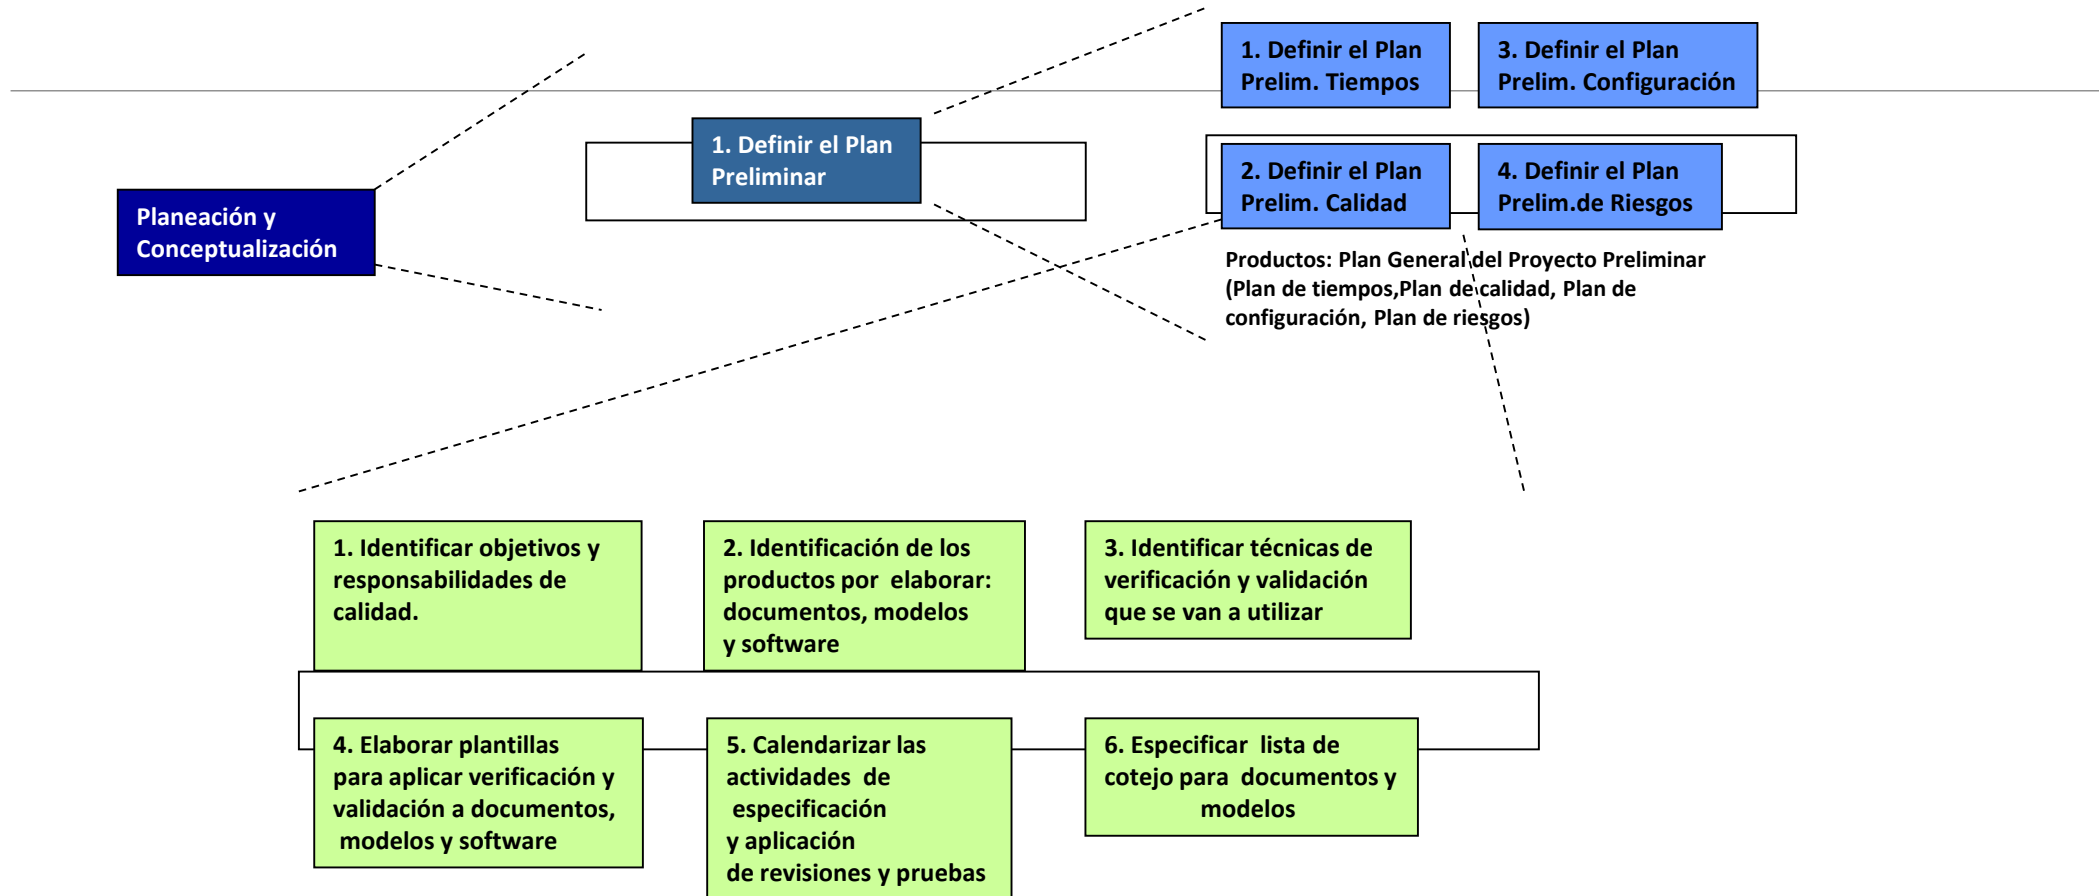 Planeación y
Conceptualización
1. Definir el Plan
Preliminar
1. Definir el Plan
Prelim. Tiempos
3. Definir el Plan
Prelim. Configuración
2. Definir el Plan
Prelim. Calidad
4. Definir el Plan
Prelim.de Riesgos
Productos: Plan General del Proyecto Preliminar
(Plan de tiempos,Plan de calidad, Plan de
configuración, Plan de riesgos)
1. Identificar objetivos y
responsabilidades de
calidad.
2. Identificación de los
productos por  elaborar:
documentos, modelos
y software
3. Identificar técnicas de
verificación y validación
que se van a utilizar
4. Elaborar plantillas
para aplicar verificación y
validación a documentos,
modelos y software
5. Calendarizar las
actividades  de
especificación
y aplicación
de revisiones y pruebas
6. Especificar  lista de
cotejo para  documentos y
modelos